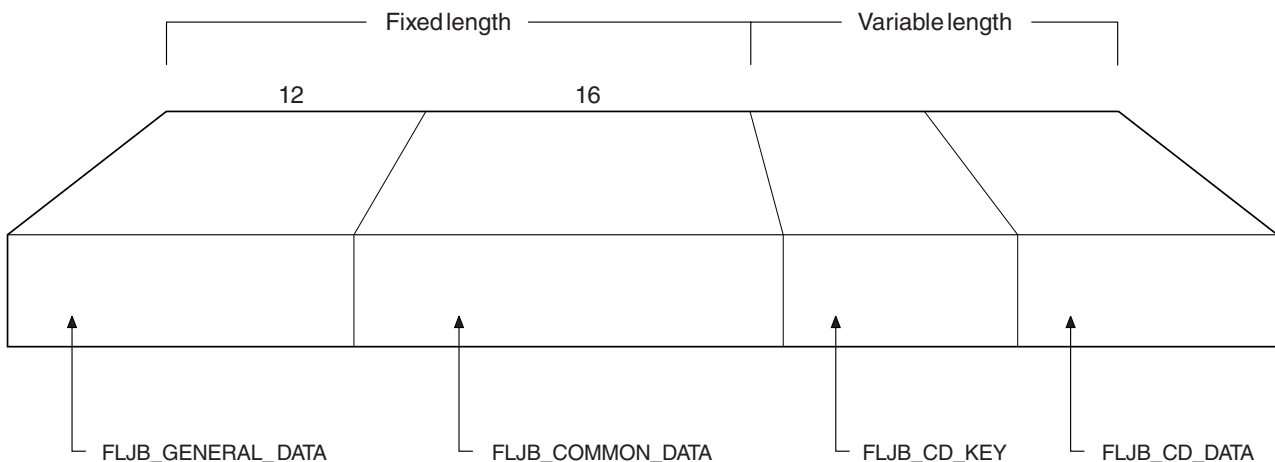 Fixed length
Variable length
12
16
FLJB_GENERAL_DATA
FLJB_COMMON_DATA
FLJB_CD_KEY
FLJB_CD_DATA